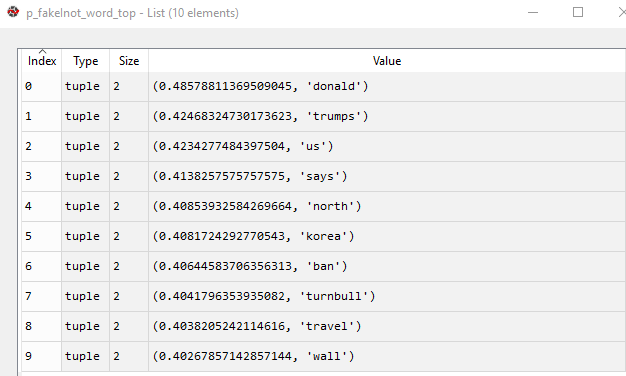 p_fakelnot_word_top - List (10 elements)
Index Type Size Value
0 tuple 2 (0.48578811369509045, 'donald')
1 tuple 2 (0.42468324730173623, 'trumps')
2 tuple 2 (0.4234277484397504, 'us')
3 tuple 2 (0.4138257575757575, 'says')
4 tuple 2 (0.40853932584269664, 'north')
5 tuple 2 (0.4081724292770543, 'korea')
6 tuple 2 (0.40644583706356313, 'ban')
7 tuple 2 (0.4041796353935082, 'turnbull')
8 tuple 2 (0.4038205242114616, 'travel')
9 tuple 2 (0.40267857142857144, 'wall')